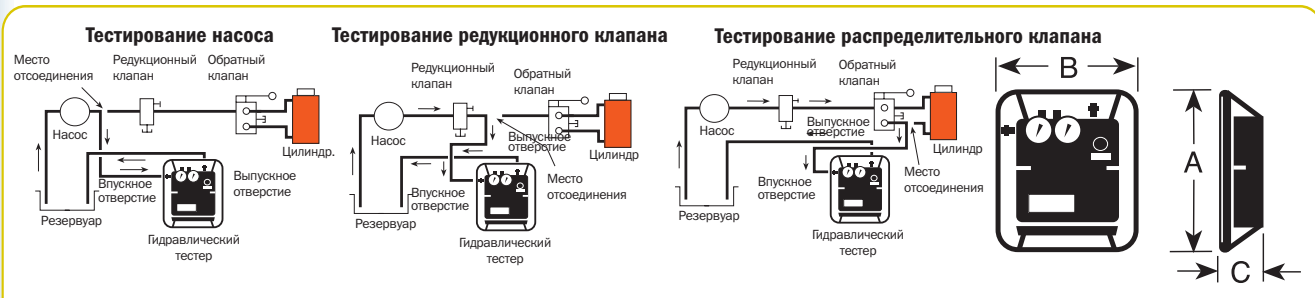 Тестирование насоса
Место
отсоединения
Редукционный
клапан
Обратный
клапан
Насос
Цилиндр.
Впускное
отверстие
Выпускное
отверстие
Резервуар
Гидравлический
тестер
Тестирование редукционного клапана
Редукционный
клапан
Обратный
клапан
Насос
Выпускное
отверстие
Цилиндр
Впускное
отверстие
Место
отсоединения
Резервуар
Гидравлический
тестер
Тестирование распределительного клапана
Редукционный
клапан
Обратный
клапан
Насос
Выпускное
отверстие
Цилиндр
Впускное
отверстие
Место
отсоединения
Резервуар
Гидравлический
тестер
B
A
C